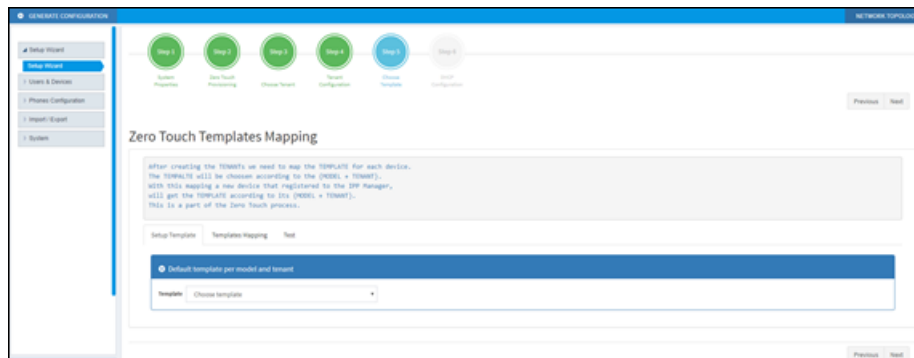 GENERATE CONFIGURATION
NETWORK TOPOLOG
Setup Wizard
Setup Wizard
Users & Devices
Phones Configuration
Import / Export
System
Step 1
Step 2
Step 3
Step 4
Step 5
Step 6
System Properties
Zero Touch Provisioning
Choose Tenant
Tenant Configuration
Choose Template
DHCP Configuration
Previous Next
Zero Touch Templates Mapping
After creating the TENANTs we need to map the TEMPLATE for each device.
The TEMPALTE will be choosen according to the (MODEL + TENANT).
With this mapping a new device that registered to the IPP Manager,
will get the TEMPLATE according to its (MODEL + TENANT).
This is a part of the Zero Touch process.
Setup Template Templates Mapping Test
Default template per model and tenant
Template Choose template
Previous Next